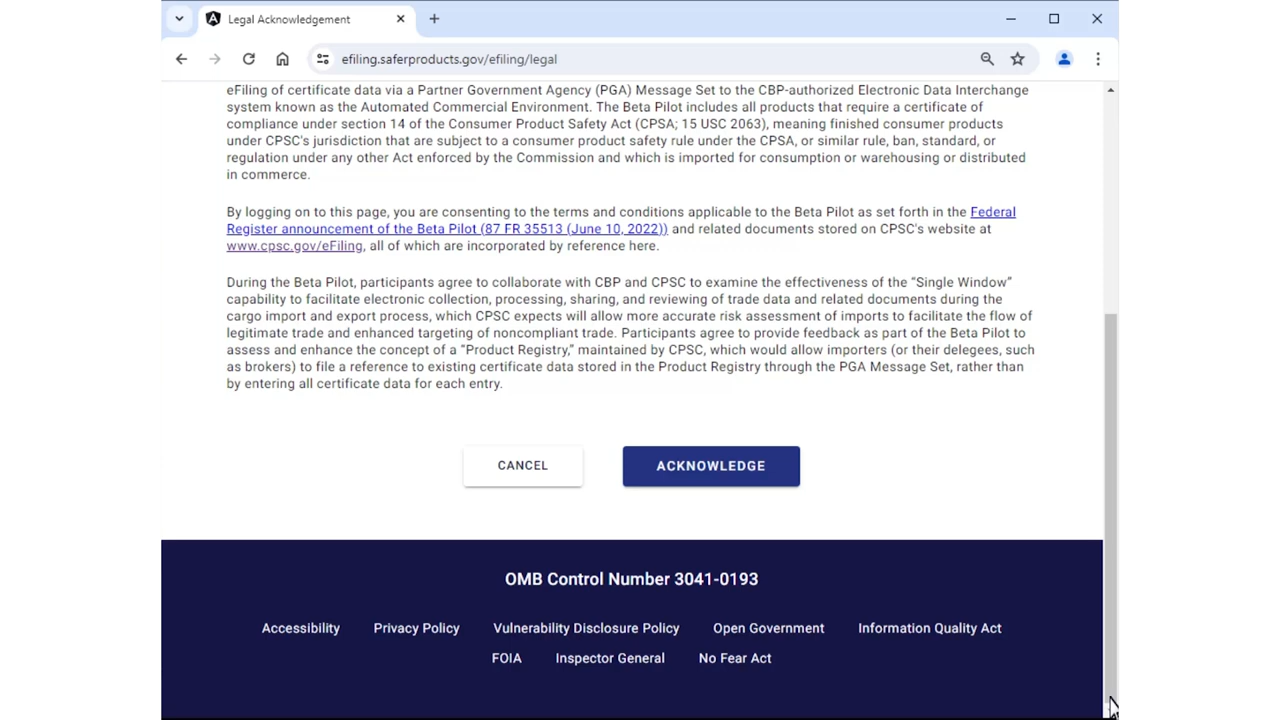 Legal Acknowledgement
efiling.saferproducts.gov/efiling/legal
eFiling of certificate data via a Partner Government Agency (PGA) Message Set to the CBP-authorized Electronic Data Interchange
system known as the Automated Commercial Environment. The Beta Pilot includes all products that require a certificate of
compliance under section 14 of the Consumer Product Safety Act (CPSA; 15 USC 2063), meaning finished consumer products
under CPSC's jurisdiction that are subject to a consumer product safety rule under the CPSA, or similar rule, ban, standard, or
regulation under any other Act enforced by the Commission and which is imported for consumption or warehousing or distributed
in commerce.
By logging on to this page, you are consenting to the terms and conditions applicable to the Beta Pilot as set forth in the Federal
Register announcement of the Beta Pilot (87 FR 35513 (June 10, 2022)) and related documents stored on CPSC's website at
www.cpsc.gov/eFiling, all of which are incorporated by reference here.
During the Beta Pilot, participants agree to collaborate with CBP and CPSC to examine the effectiveness of the “Single Window”
capability to facilitate electronic collection, processing, sharing, and reviewing of trade data and related documents during the
cargo import and export process, which CPSC expects will allow more accurate risk assessment of imports to facilitate the flow of
legitimate trade and enhanced targeting of noncompliant trade. Participants agree to provide feedback as part of the Beta Pilot to
assess and enhance the concept of a “Product Registry,” maintained by CPSC, which would allow importers (or their delegees, such
as brokers) to file a reference to existing certificate data stored in the Product Registry through the PGA Message Set, rather than
by entering all certificate data for each entry.
CANCEL ACKNOWLEDGE
OMB Control Number 3041-0193
Accessibility Privacy Policy Vulnerability Disclosure Policy Open Government Information Quality Act
FOIA Inspector General No Fear Act